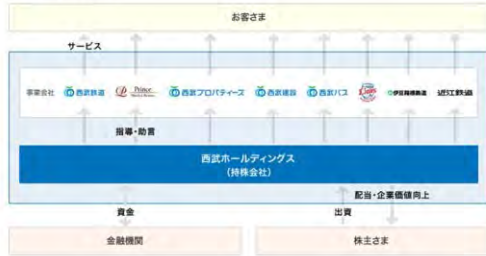 お客さま
サービス
事業会社 西武鉄道 Prince 西武プロパティーズ 西武建設 西武バス Lions 伊豆箱根鉄道 近江鉄道
指導・助言
西武ホールディングス
（持株会社）
配当・企業価値向上
資金 出資
金融機関 株主さま